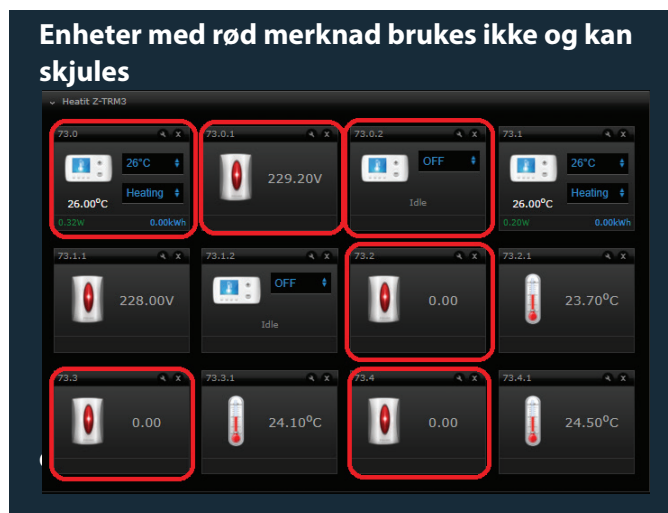 Enheter med rød merknad brukes ikke og kan
skjules
Heatit Z-TRM3
73.0 x 73.0.1 x 73.0.2 x 73.1 x
26°C OFF 26°C
229.20V
Heating Heating
26.00°C Idle 26.00°C
0.32W 0.00kWh 0.20W 0.00kWh
73.1.1 x 73.1.2 x 73.2 x 73.2.1 x
OFF
228.00V 0.00 23.70°C
Idle
73.3 x 73.3.1 x 73.4 x 73.4.1 x
0.00 24.10°C 0.00 24.50°C